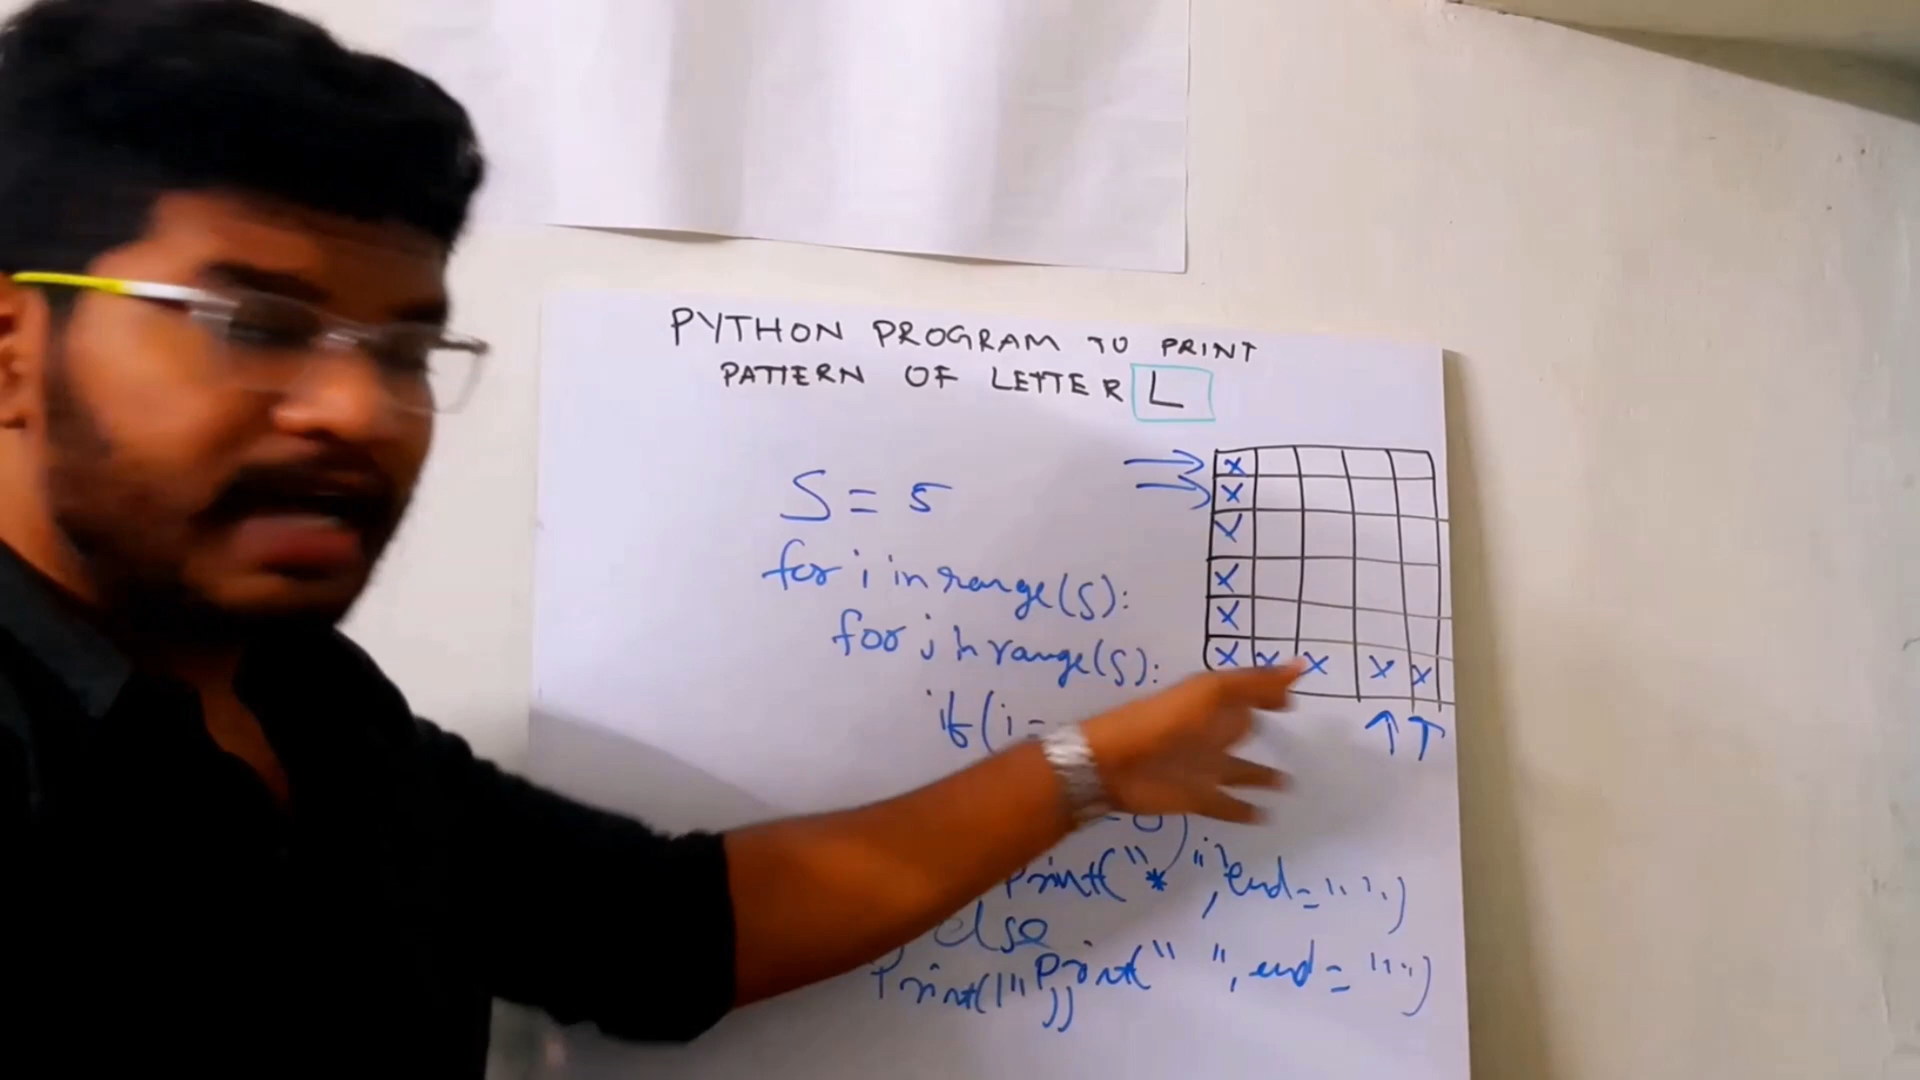 PYTHON PROGRAM TO PRINT
PATTERN OF LETTER L
S = 5
for i in range(S):
for j in range(S):
if(i=
=0)
Print("* ", end="")
else
Print(" ", end="")
Print(" ")